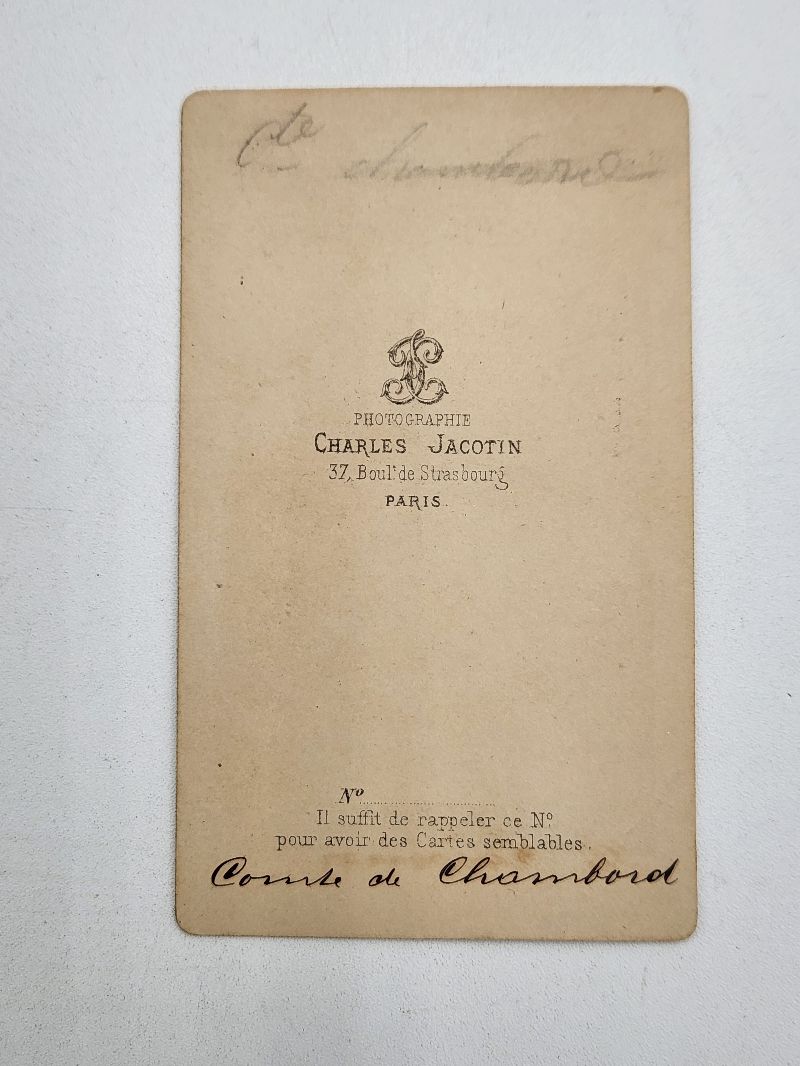 Cte Chambord
PHOTOGRAPHIE
CHARLES JACOTIN
37, Boult de Strasbourg
PARIS.
No
Il suffit de rappeler ce No
pour avoir des Cartes semblables.
Comte de Chambord